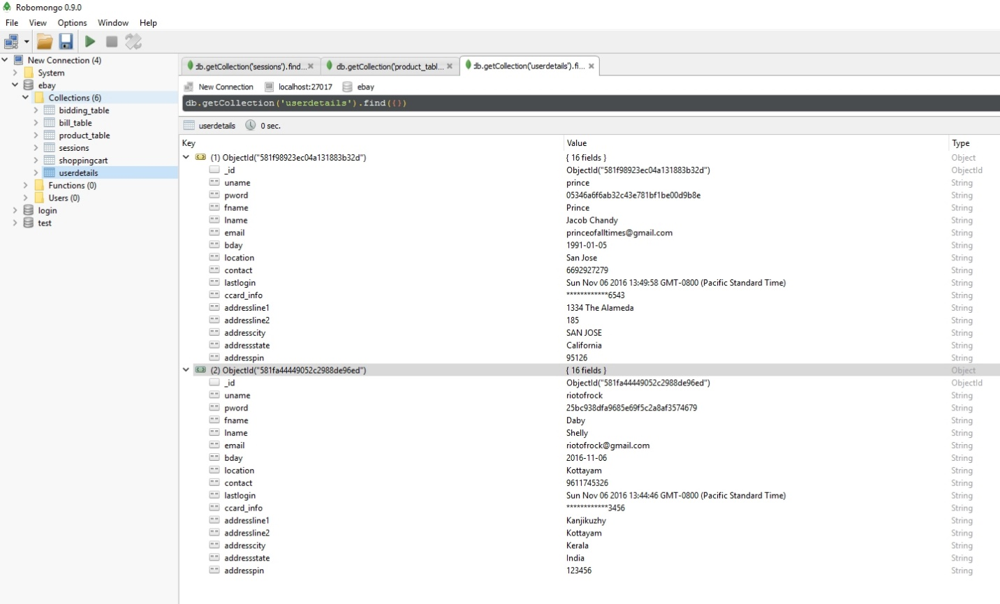 Robomongo 0.9.0
File View Options Window Help
New Connection (4)
System
ebay
Collections (6)
bidding_table
bill_table
product_table
sessions
shoppingcart
userdetails
Functions (0)
Users (0)
login
test
db.getCollection('sessions').find... db.getCollection('product_tabl... db.getCollection('userdetails').fi...
New Connection localhost:27017 ebay
db.getCollection('userdetails').find({})
userdetails 0 sec.
Key Value Type
(1) ObjectId("581f98923ec04a131883b32d") { 16 fields } Object
_id ObjectId("581f98923ec04a131883b32d") ObjectId
uname prince String
pword 05346a6f6ab32c43e781bf1be00d9b8e String
fname Prince String
lname Jacob Chandy String
email princeofalltimes@gmail.com String
bday 1991-01-05 String
location San Jose String
contact 6692927279 String
lastlogin Sun Nov 06 2016 13:49:58 GMT-0800 (Pacific Standard Time) String
ccard_info ************6543 String
addressline1 1334 The Alameda String
addressline2 185 String
addresscity SAN JOSE String
addressstate California String
addresspin 95126 String
(2) ObjectId("581fa44449052c2988de96ed") { 16 fields } Object
_id ObjectId("581fa44449052c2988de96ed") ObjectId
uname riotofrock String
pword 25bc938dfa9685e69f5c2a8af3574679 String
fname Daby String
lname Shelly String
email riotofrock@gmail.com String
bday 2016-11-06 String
location Kottayam String
contact 9611745326 String
lastlogin Sun Nov 06 2016 13:44:46 GMT-0800 (Pacific Standard Time) String
ccard_info ************3456 String
addressline1 Kanjikuzhy String
addressline2 Kottayam String
addresscity Kerala String
addressstate India String
addresspin 123456 String